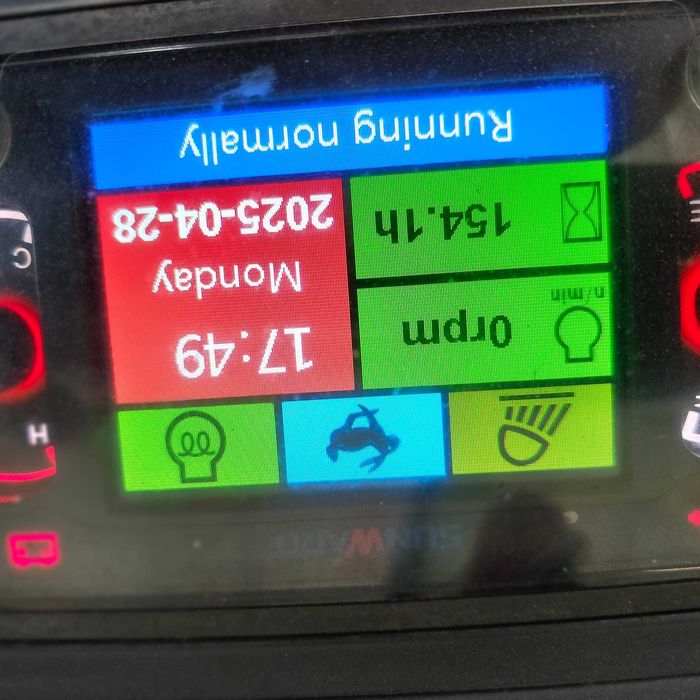 SUNWARD
17:49
Monday
2025-04-28
n/min
0rpm
154.1h
Running normally
H
C